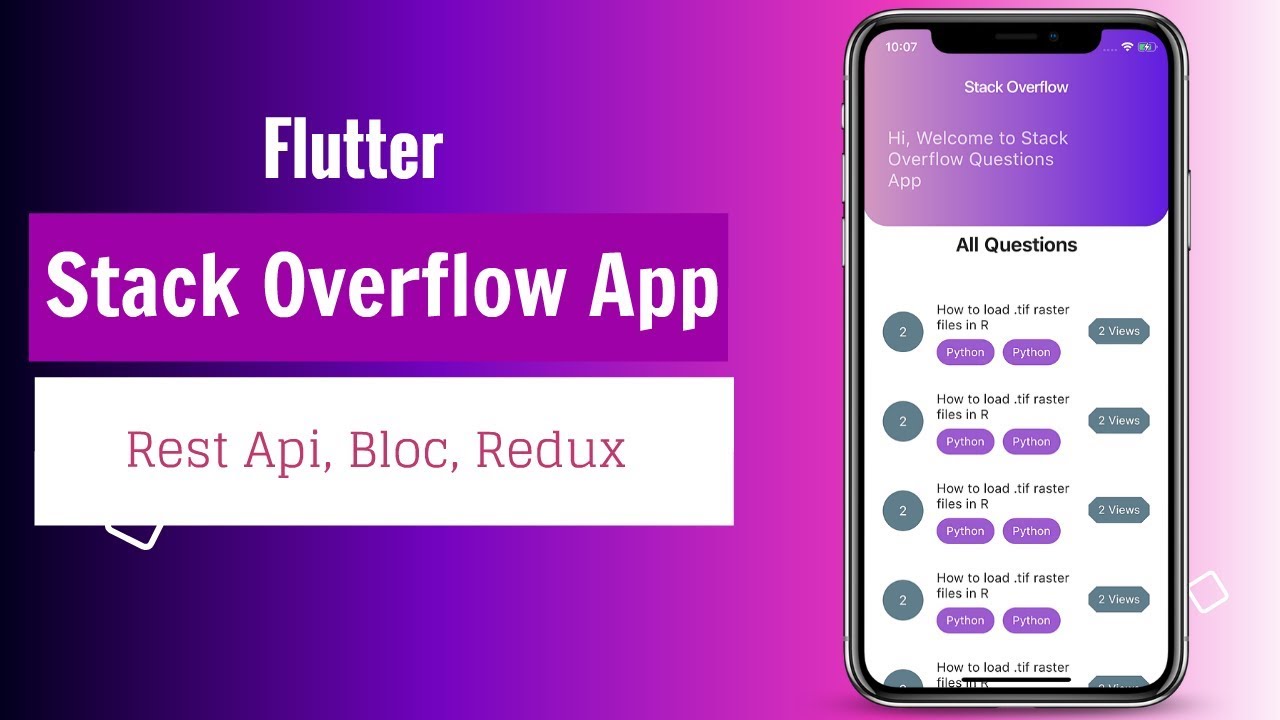 Flutter
Stack Overflow App
Rest Api, Bloc, Redux
10:07
Stack Overflow
Hi, Welcome to Stack
Overflow Questions
App
All Questions
2
How to load .tif raster
files in R
Python Python
2 Views
2
How to load .tif raster
files in R
Python Python
2 Views
2
How to load .tif raster
files in R
Python Python
2 Views
2
How to load .tif raster
files in R
Python Python
2 Views
2
How to load .tif raster
files in R
2 Views